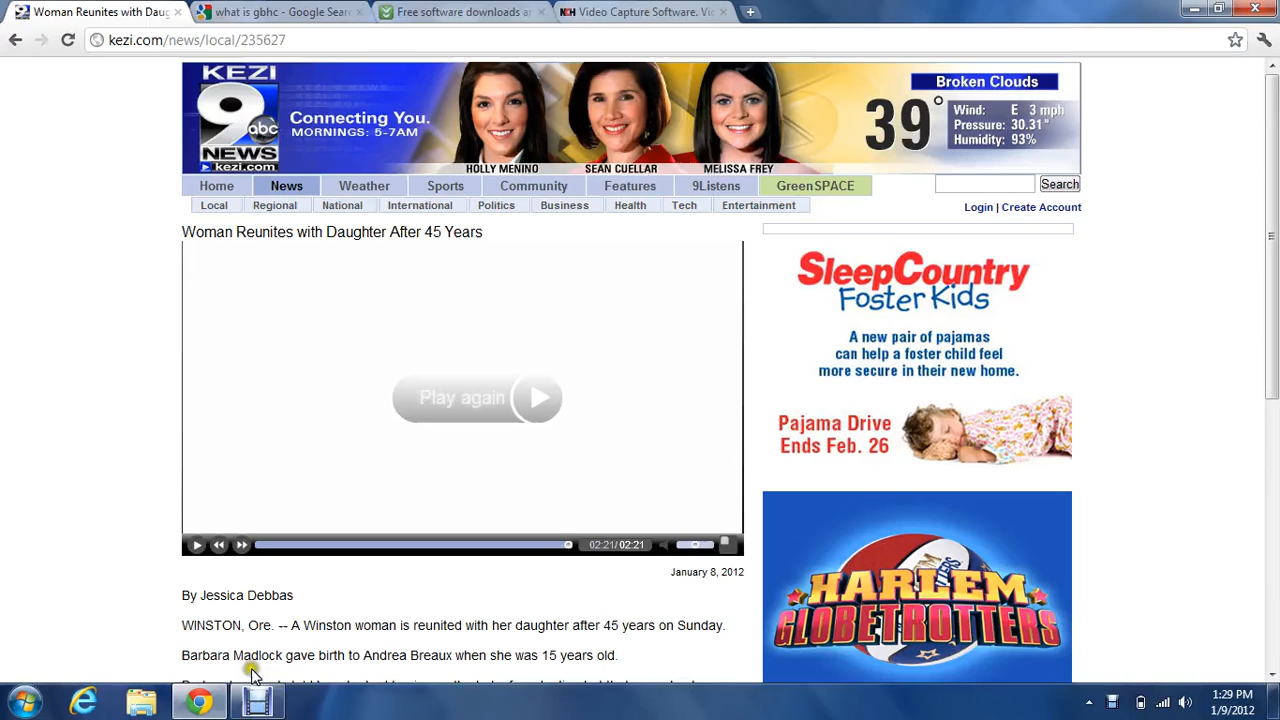 Woman Reunites with Daug
what is gbhc - Google Searc
Free software downloads a
NCH Video Capture Software. Vi
kezi.com/news/local/235627
KEZI
9
abc
NEWS
kezi.com
Connecting You.
MORNINGS: 5-7AM
HOLLY MENINO
SEAN CUELLAR
MELISSA FREY
Broken Clouds
39°
Wind: E 3 mph
Pressure: 30.31"
Humidity: 93%
Home News Weather Sports Community Features 9Listens GreenSPACE
Search
Local Regional National International Politics Business Health Tech Entertainment
Login | Create Account
Woman Reunites with Daughter After 45 Years
Play again
02:21/02:21
January 8, 2012
By Jessica Debbas
WINSTON, Ore. -- A Winston woman is reunited with her daughter after 45 years on Sunday.
Barbara Madlock gave birth to Andrea Breaux when she was 15 years old.
SleepCountry
Foster Kids
A new pair of pajamas
can help a foster child feel
more secure in their new home.
Pajama Drive
Ends Feb. 26
HARLEM
GLOBETROTTERS
1:29 PM
1/9/2012